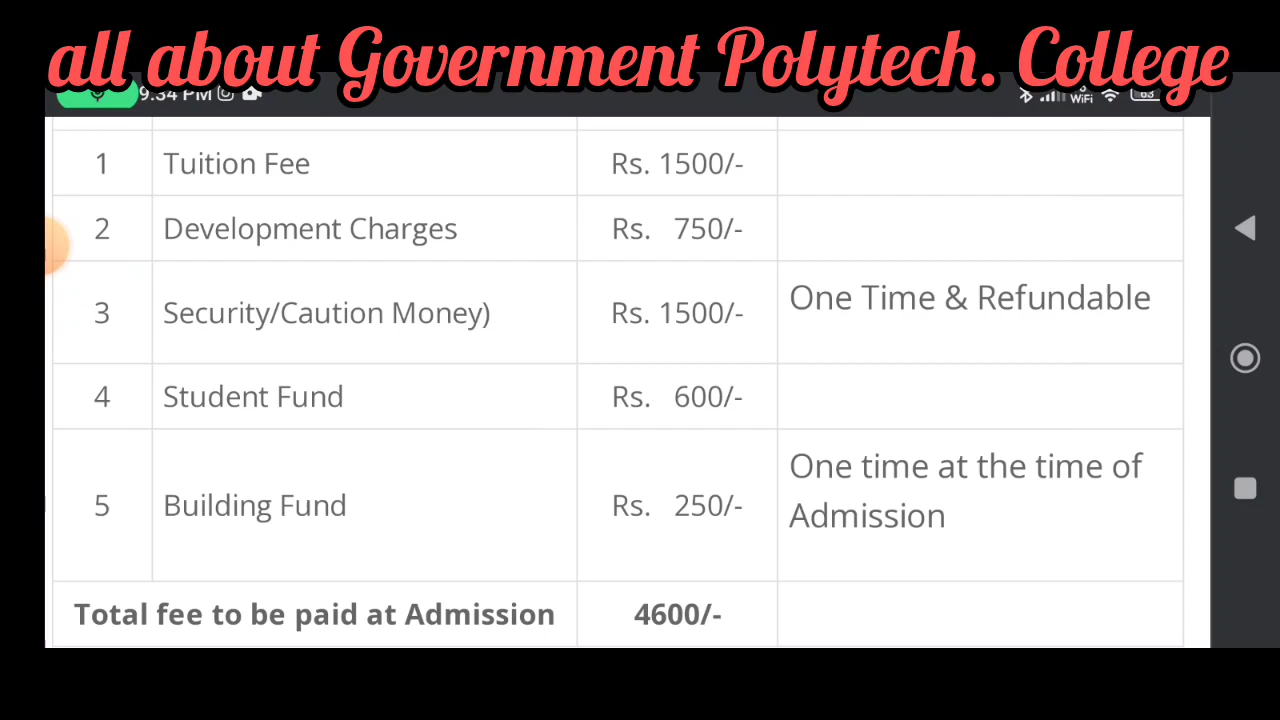 all about Government Polytech. College
9:34 PM
WiFi
63
1 Tuition Fee Rs. 1500/-
2 Development Charges Rs. 750/-
3 Security/Caution Money) Rs. 1500/- One Time & Refundable
4 Student Fund Rs. 600/-
5 Building Fund Rs. 250/- One time at the time of
Admission
Total fee to be paid at Admission 4600/-